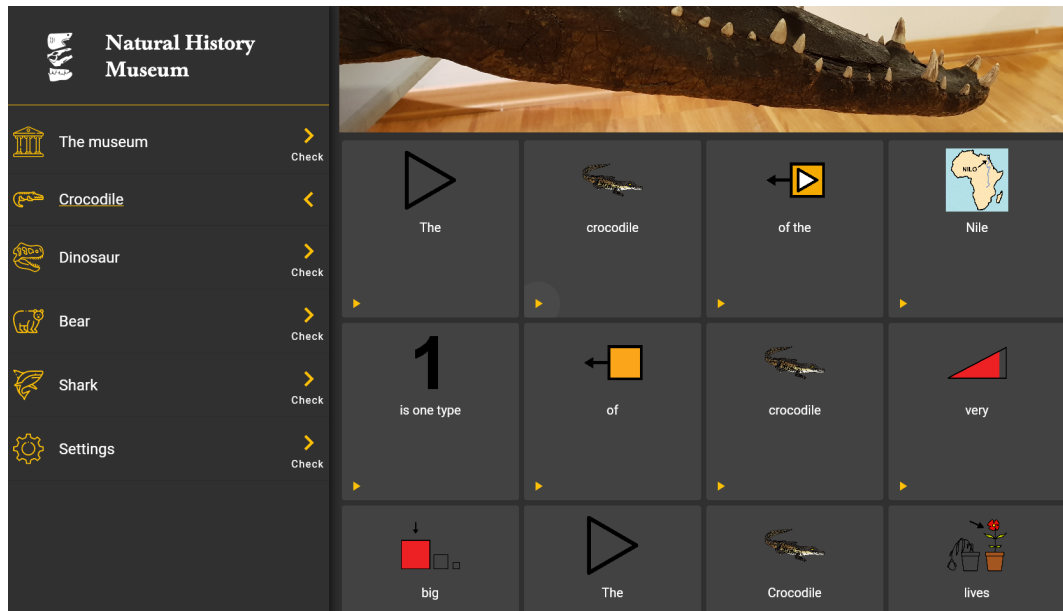 Natural History
Museum
The museum
Check
Crocodile
Dinosaur
Check
Bear
Check
Shark
Check
Settings
Check
The
crocodile
of the
NILO
Nile
1
is one type
of
crocodile
very
big
The
Crocodile
lives